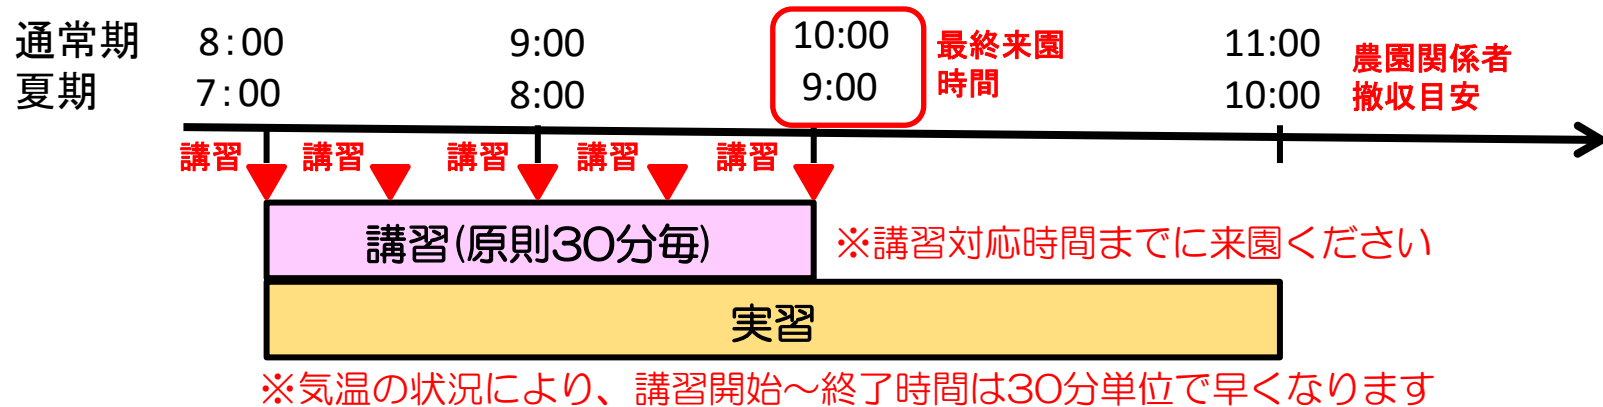 通常期 8:00 9:00 10:00 最終来園 11:00 農園関係者
夏期 7:00 8:00 9:00 時間 10:00 撤収目安
講習 講習 講習 講習 講習
講習(原則30分毎) ※講習対応時間までに来園ください
実習
※気温の状況により、講習開始～終了時間は30分単位で早くなります